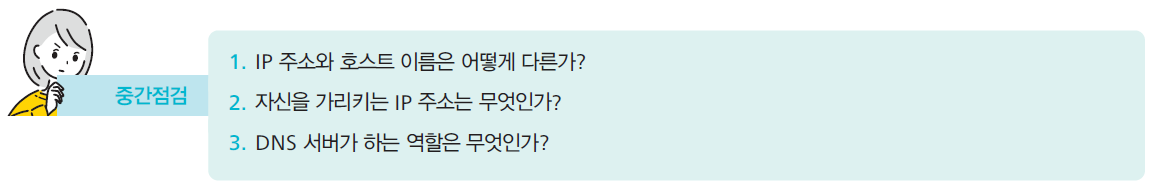 중간점검
1. IP 주소와 호스트 이름은 어떻게 다른가?
2. 자신을 가리키는 IP 주소는 무엇인가?
3. DNS 서버가 하는 역할은 무엇인가?